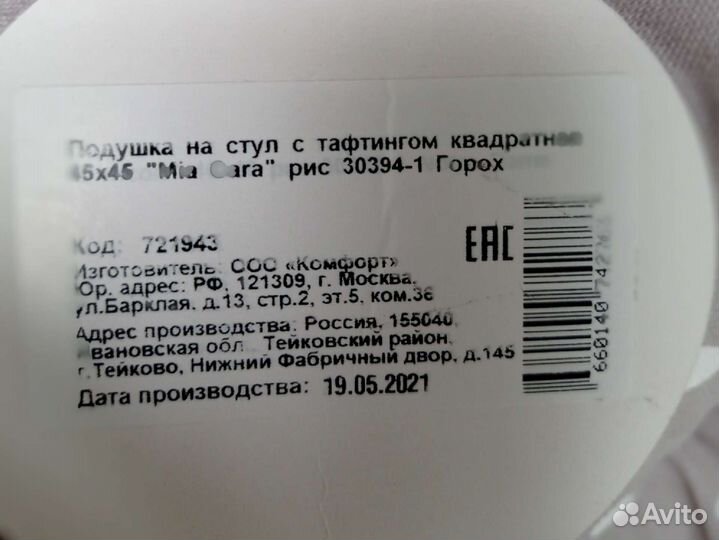 Подушка на стул с тафтингом квадратная
45x45 "Mia Cara" рис 30394-1 Горох
Код: 721943
EAC
Изготовитель: ООО «Комфорт»
Юр. адрес: РФ, 121309, г. Москва,
ул.Барклая, д.13, стр.2, эт.5, ком.36
Адрес производства: Россия, 155040,
Ивановская обл., Тейковский район,
г.Тейково, Нижний Фабричный двор, д.145
Дата производства: 19.05.2021
Avito